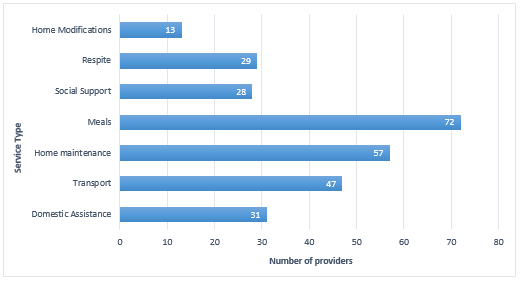 Home Modifications
13
Respite
29
Social Support
28
Meals
72
Home maintenance
57
Transport
47
Domestic Assistance
31
Service Type
0 10 20 30 40 50 60 70 80
Number of providers